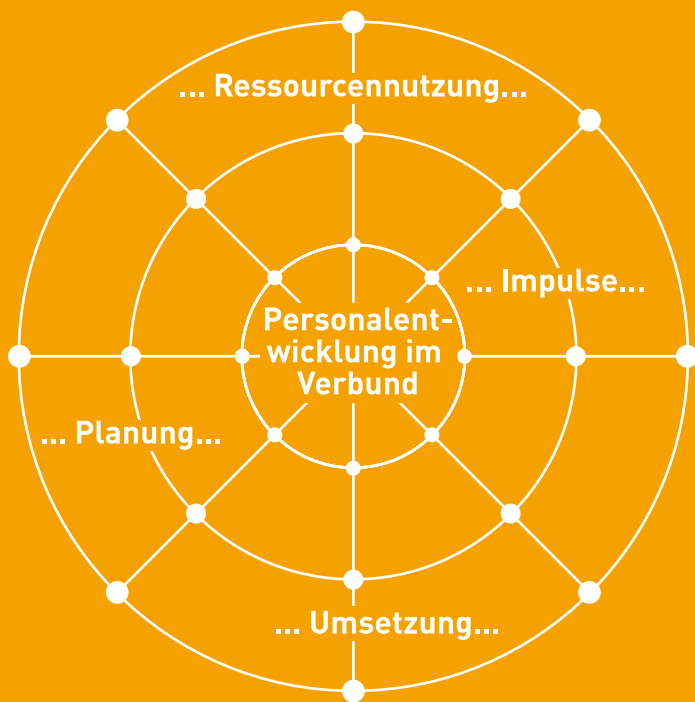 ... Ressourcennutzung...
... Impulse...
Personalent-
wicklung im
Verbund
... Planung...
... Umsetzung...